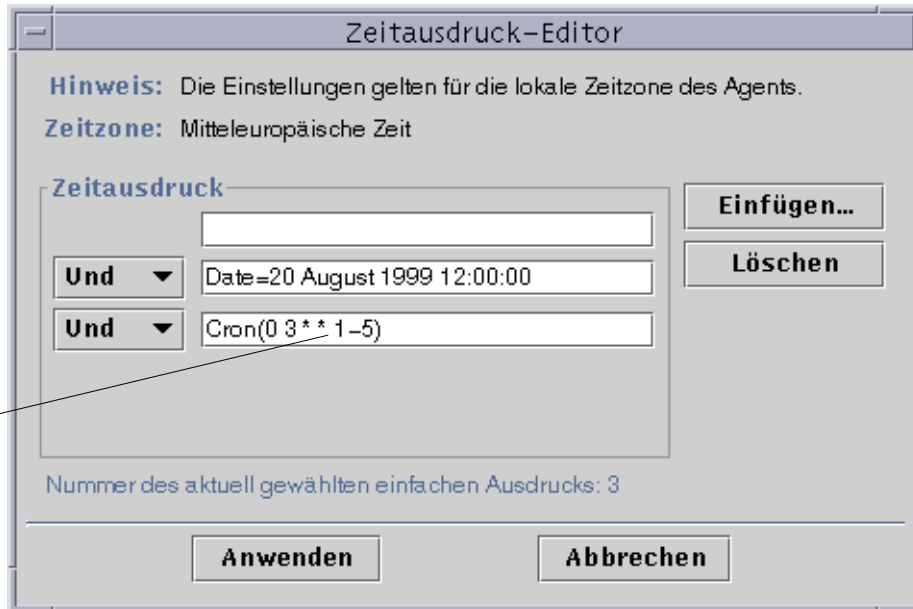 Zeitausdruck-Editor
Hinweis: Die Einstellungen gelten für die lokale Zeitzone des Agents.
Zeitzone: Mitteleuropäische Zeit
Zeitausdruck
Einfügen...
Und Date=20 August 1999 12:00:00
Löschen
Und Cron(0 3 * * 1-5)
Nummer des aktuell gewählten einfachen Ausdrucks: 3
Anwenden Abbrechen